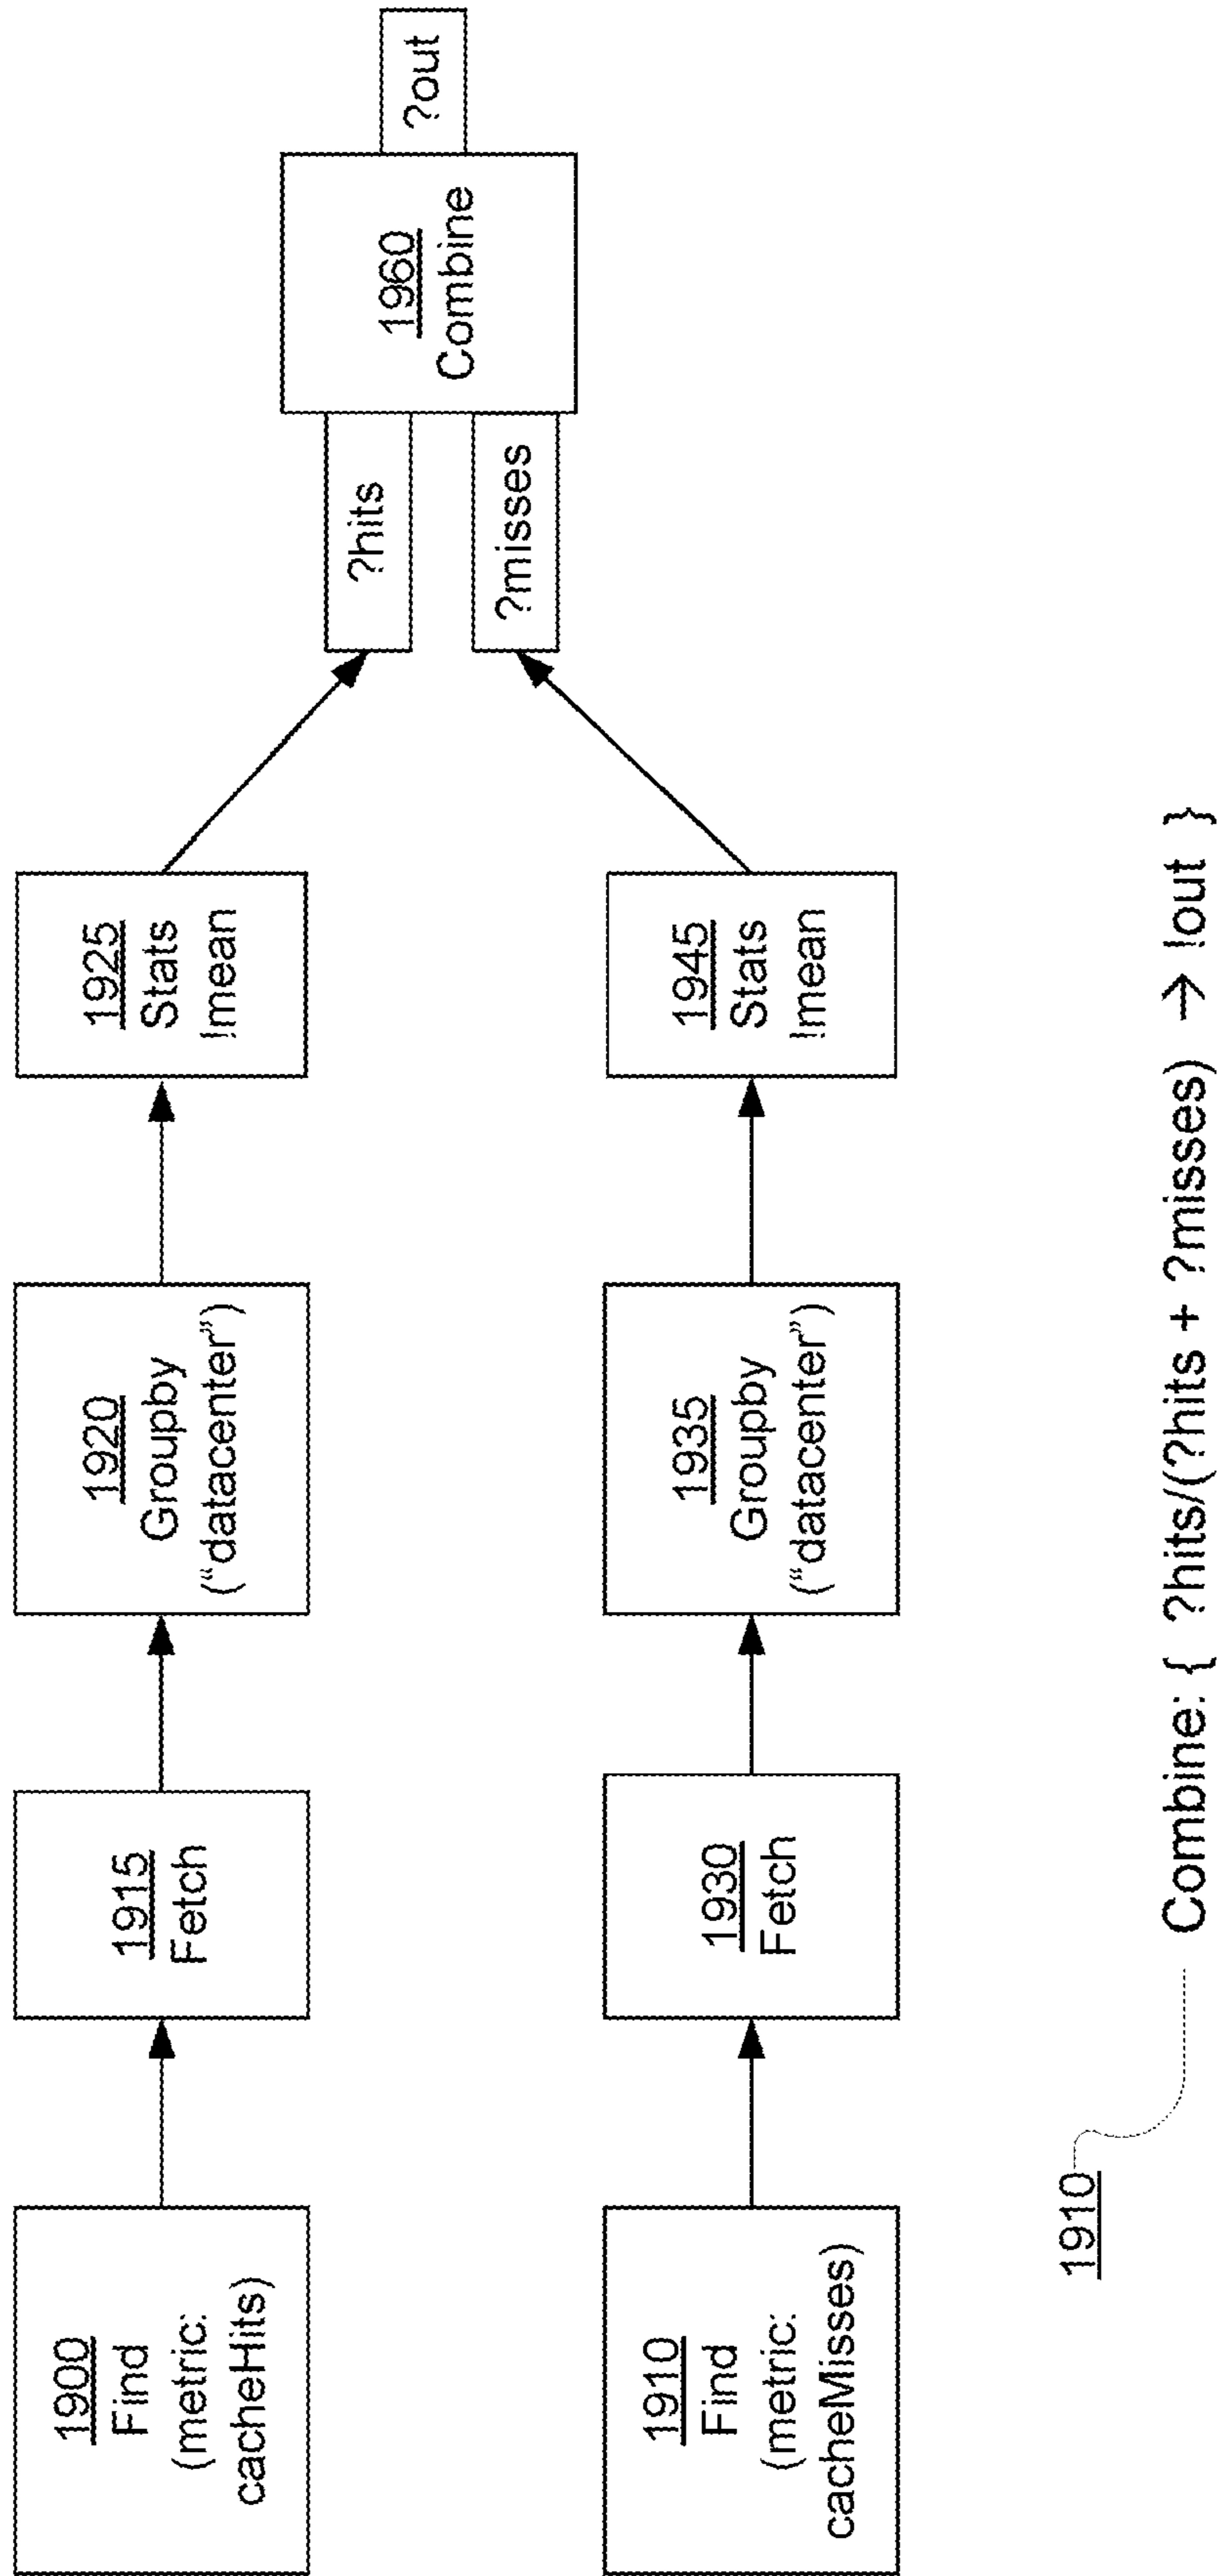 1900
Find
(metric:
cacheHits)
1915
Fetch
1920
Groupby
(“datacenter”)
1925
Stats
!mean
?hits
?misses
1960
Combine
?out
1910
Find
(metric:
cacheMisses)
1930
Fetch
1935
Groupby
(“datacenter”)
1945
Stats
!mean
1910
Combine: { ?hits/(?hits + ?misses) → !out }